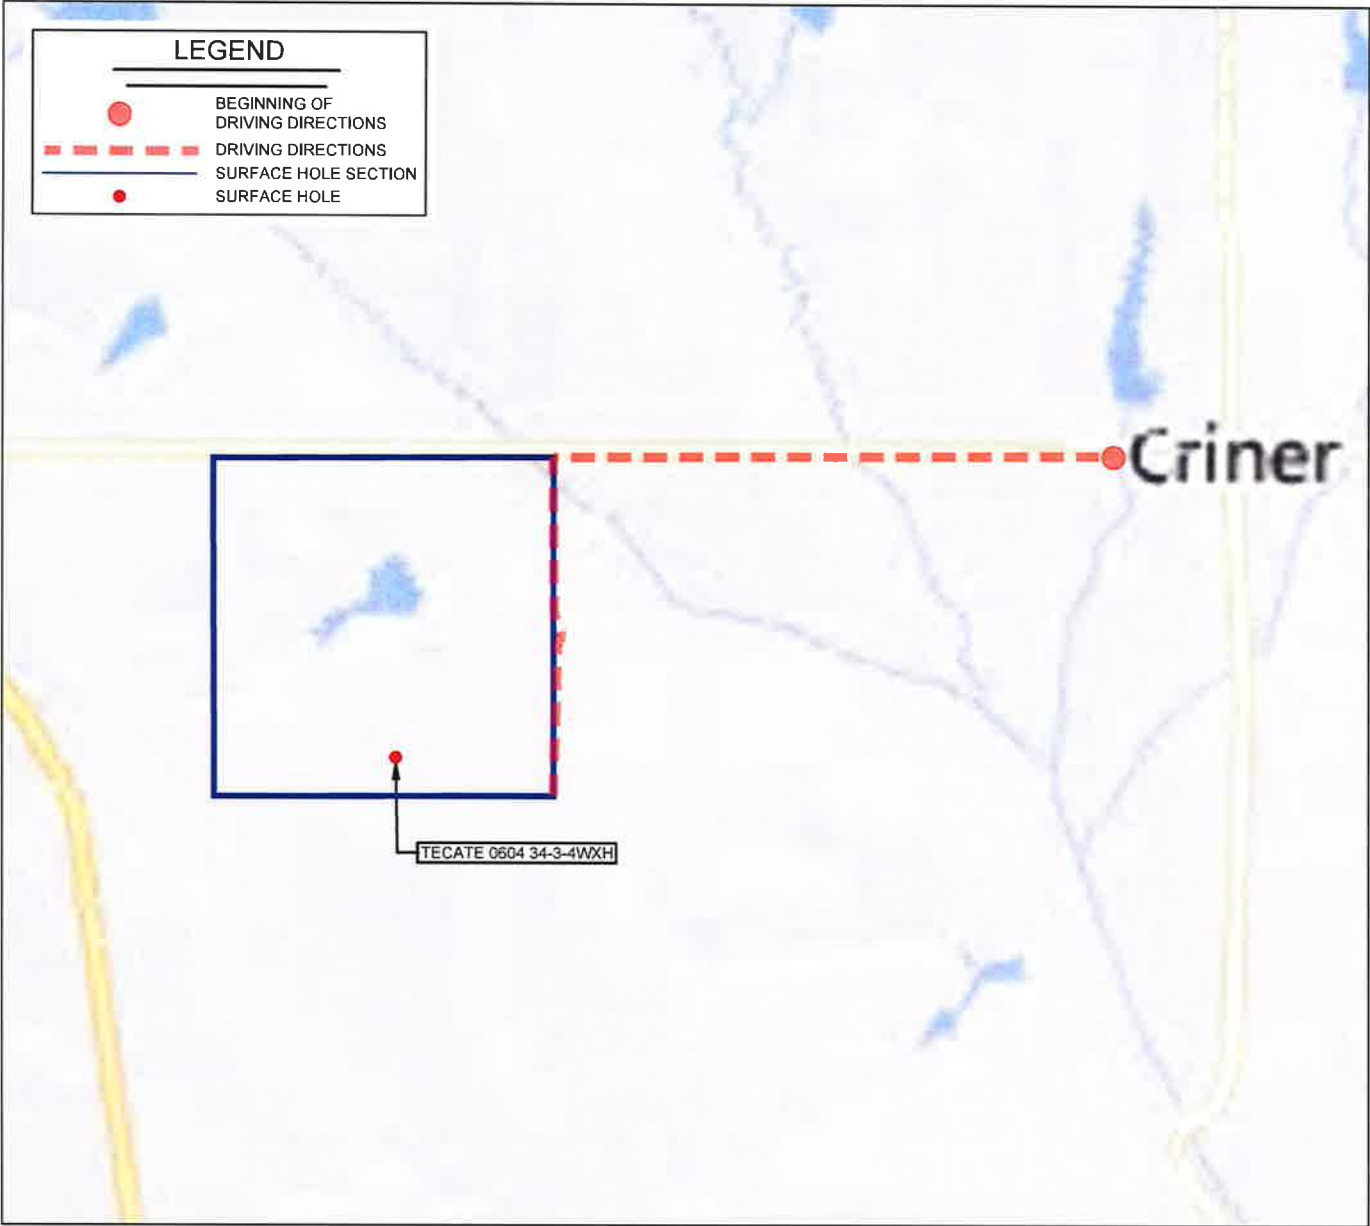 LEGEND
BEGINNING OF
DRIVING DIRECTIONS
DRIVING DIRECTIONS
SURFACE HOLE SECTION
SURFACE HOLE
Criner
TECATE 0604 34-3-4WXH